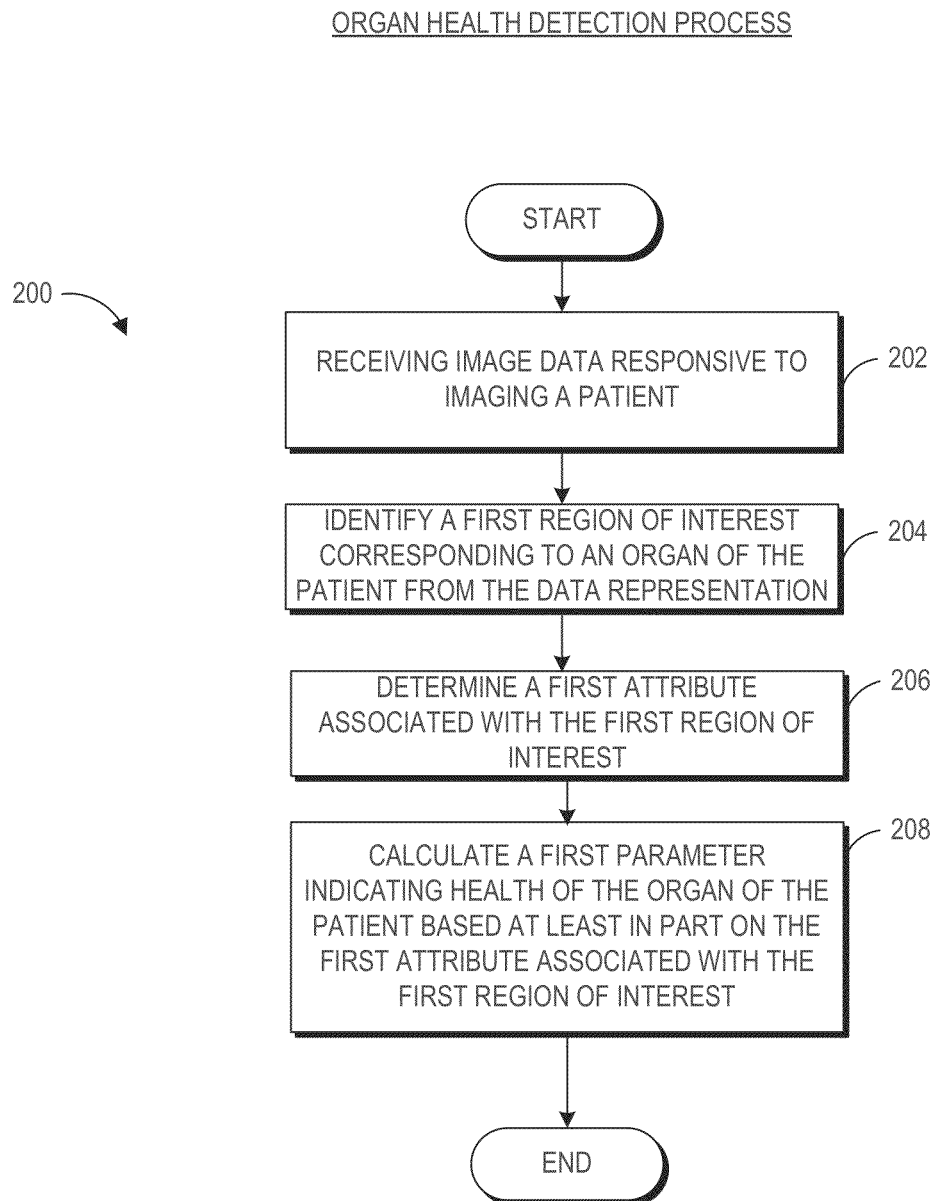 ORGAN HEALTH DETECTION PROCESS
START
200
RECEIVING IMAGE DATA RESPONSIVE TO
IMAGING A PATIENT
202
IDENTIFY A FIRST REGION OF INTEREST
CORRESPONDING TO AN ORGAN OF THE
PATIENT FROM THE DATA REPRESENTATION
204
DETERMINE A FIRST ATTRIBUTE
ASSOCIATED WITH THE FIRST REGION OF
INTEREST
206
CALCULATE A FIRST PARAMETER
INDICATING HEALTH OF THE ORGAN OF THE
PATIENT BASED AT LEAST IN PART ON THE
FIRST ATTRIBUTE ASSOCIATED WITH THE
FIRST REGION OF INTEREST
208
END